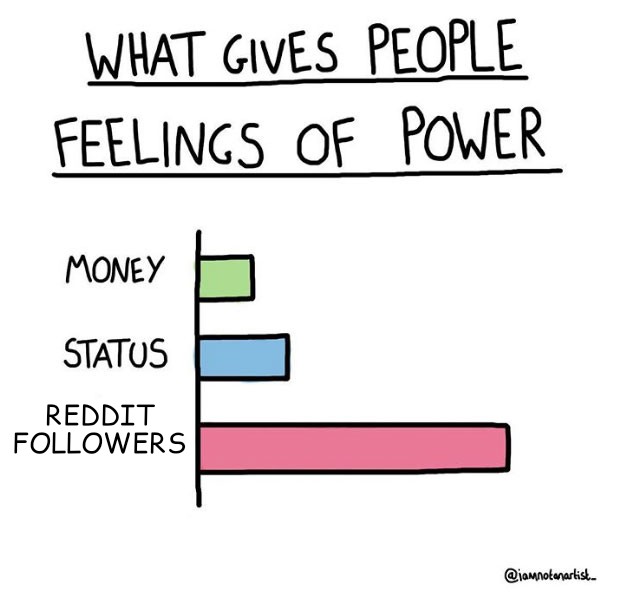 WHAT GIVES PEOPLE
FEELINGS OF POWER
MONEY
STATUS
REDDIT
FOLLOWERS
@iamnotanartist_